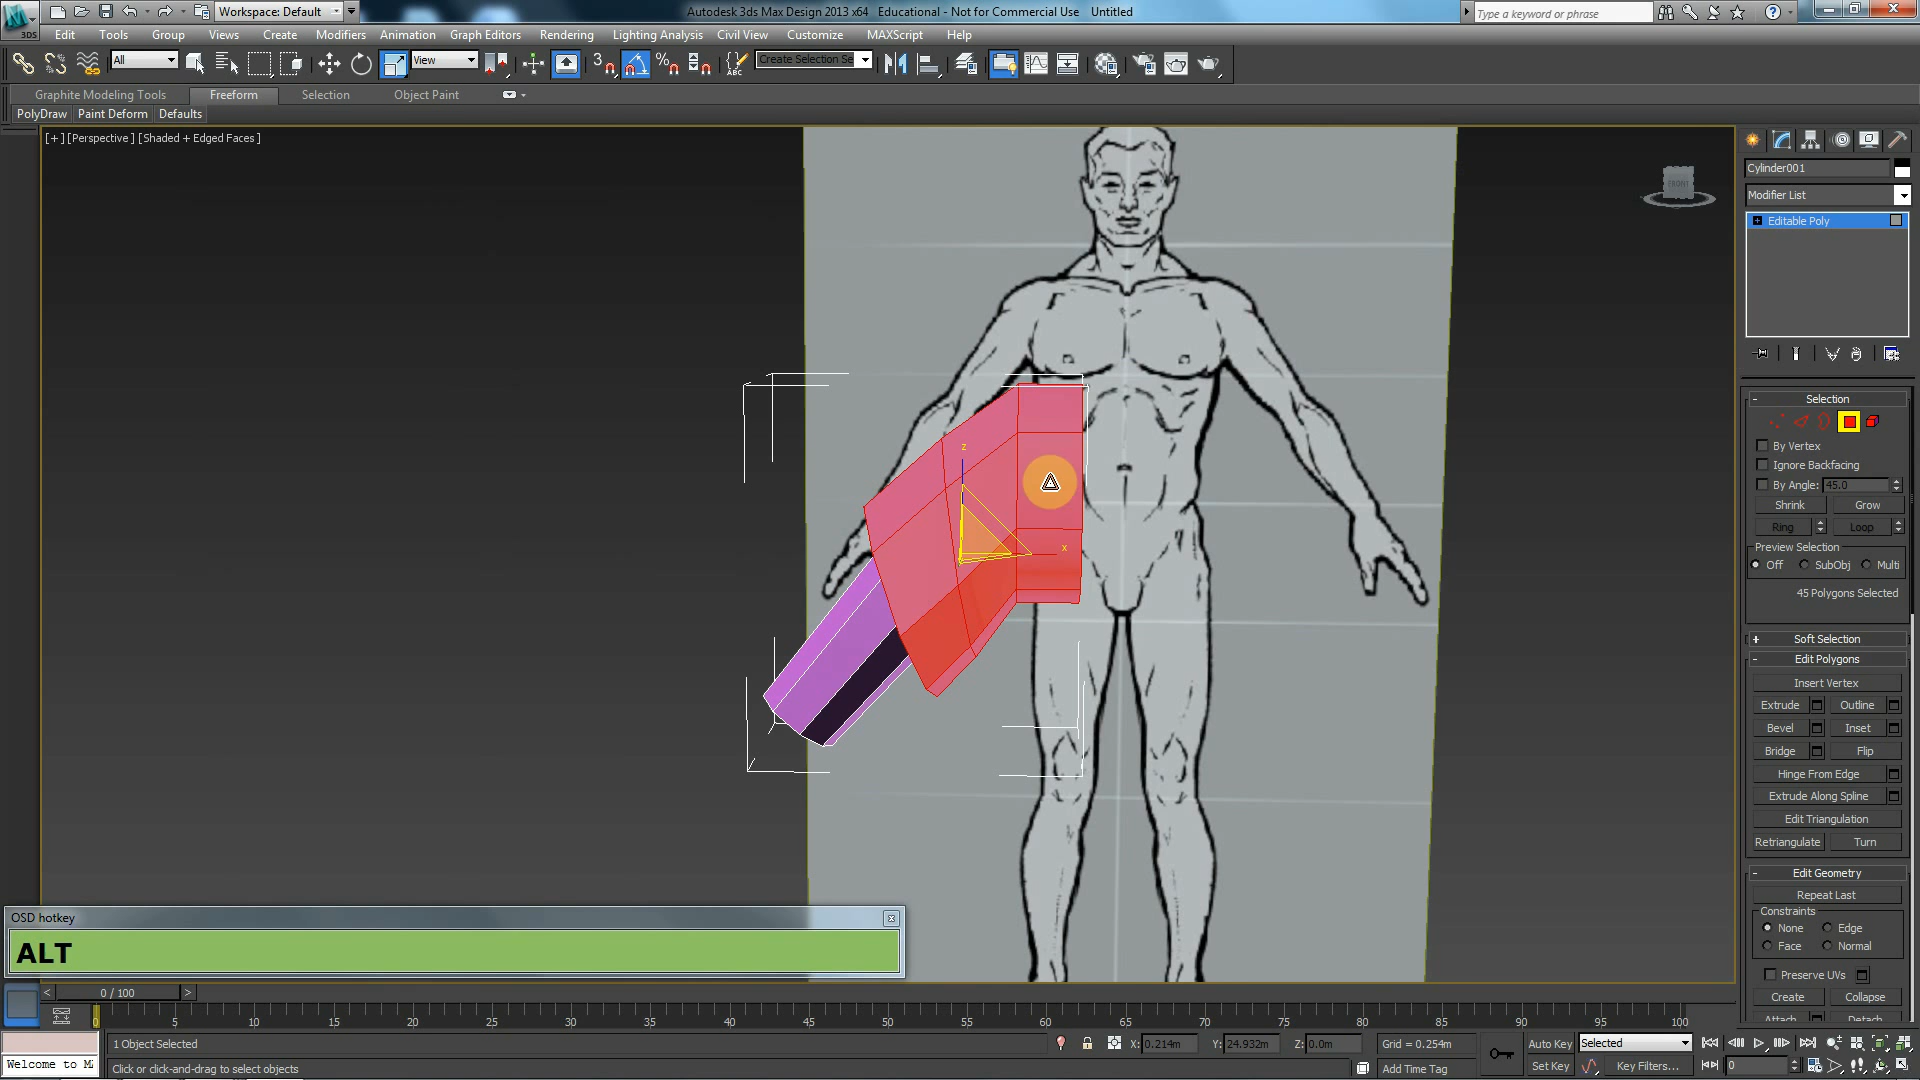 Workspace: Default
Autodesk 3ds Max Design 2013 x64 Educational - Not for Commercial Use Untitled
Type a keyword or phrase
3DS
Edit Tools Group Views Create Modifiers Animation Graph Editors Rendering Lighting Analysis Civil View Customize MAXScript Help
All View 3 ABC Create Selection Se
Graphite Modeling Tools Freeform Selection Object Paint
PolyDraw Paint Deform Defaults
[+][Perspective][Shaded + Edged Faces]
FRONT
z
x
Cylinder001
Modifier List
Editable Poly
Selection
By Vertex
Ignore Backfacing
By Angle: 45.0
Shrink Grow
Ring Loop
Preview Selection
Off SubObj Multi
45 Polygons Selected
Soft Selection
Edit Polygons
Insert Vertex
Extrude Outline
Bevel Inset
Bridge Flip
Hinge From Edge
Extrude Along Spline
Edit Triangulation
Retriangulate Turn
Edit Geometry
Repeat Last
Constraints
None Edge
Face Normal
Preserve UVs
Create Collapse
Attach Detach
OSD hotkey
ALT
0 / 100
0 5 10 15 20 25 30 35 40 45 50 55 60 65 70 75 80 85 90 95 100
1 Object Selected X: 0.214m Y: 24.932m Z: 0.0m Grid = 0.254m Auto Key Selected
Welcome to M Click or click-and-drag to select objects Add Time Tag Set Key Key Filters... 0